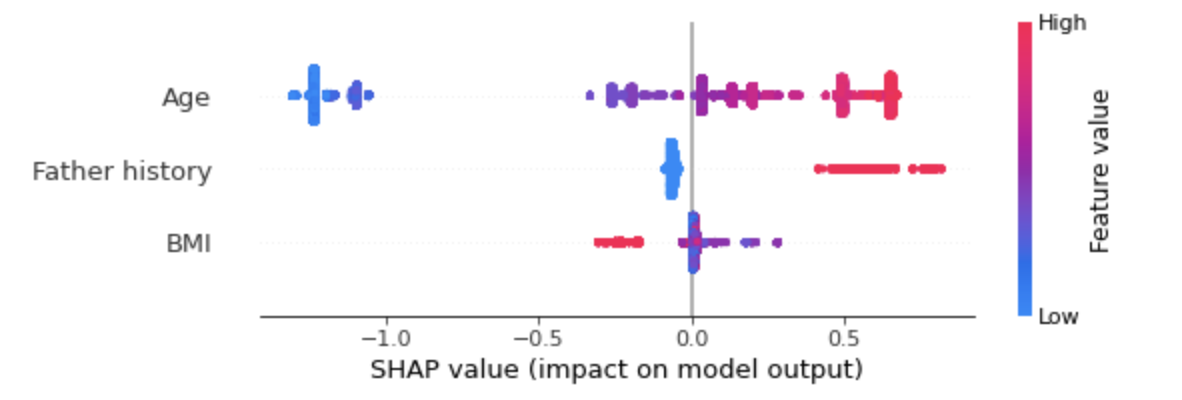 High
Age
Father history
BMI
Feature value
Low
−1.0 −0.5 0.0 0.5
SHAP value (impact on model output)